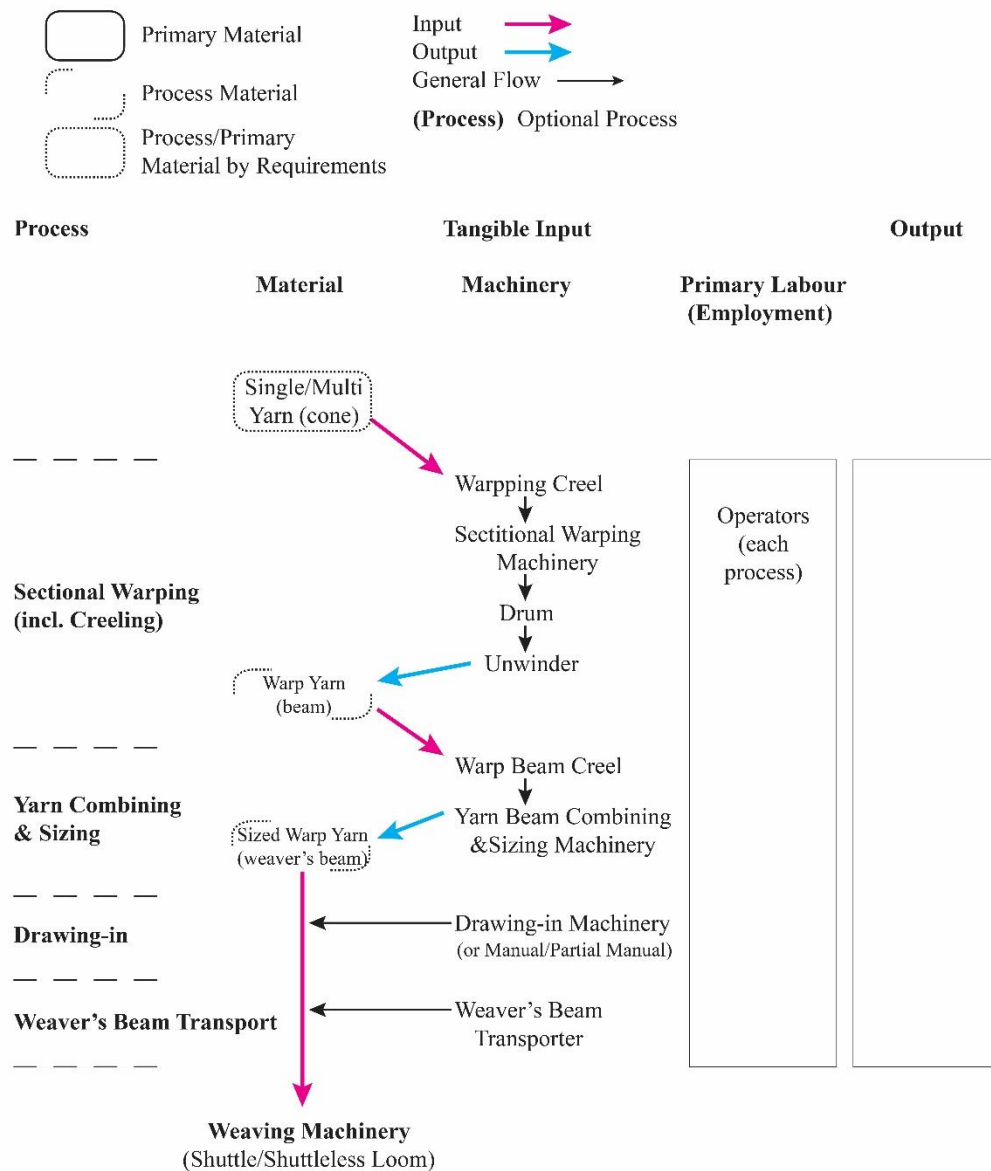 Primary Material
Process Material
Process/Primary
Material by Requirements
Input
Output
General Flow
(Process) Optional Process
Process
Tangible Input
Output
Material
Machinery
Primary Labour
(Employment)
Single/Multi
Yarn (cone)
Warpping Creel
Sectitional Warping
Machinery
Drum
Unwinder
Operators
(each
process)
Sectional Warping
(incl. Creeling)
Warp Yarn
(beam)
Warp Beam Creel
Yarn Combining
& Sizing
Yarn Beam Combining
&Sizing Machinery
Sized Warp Yarn
(weaver’s beam)
Drawing-in
Drawing-in Machinery
(or Manual/Partial Manual)
Weaver’s Beam Transport
Weaver’s Beam
Transporter
Weaving Machinery
(Shuttle/Shuttleless Loom)